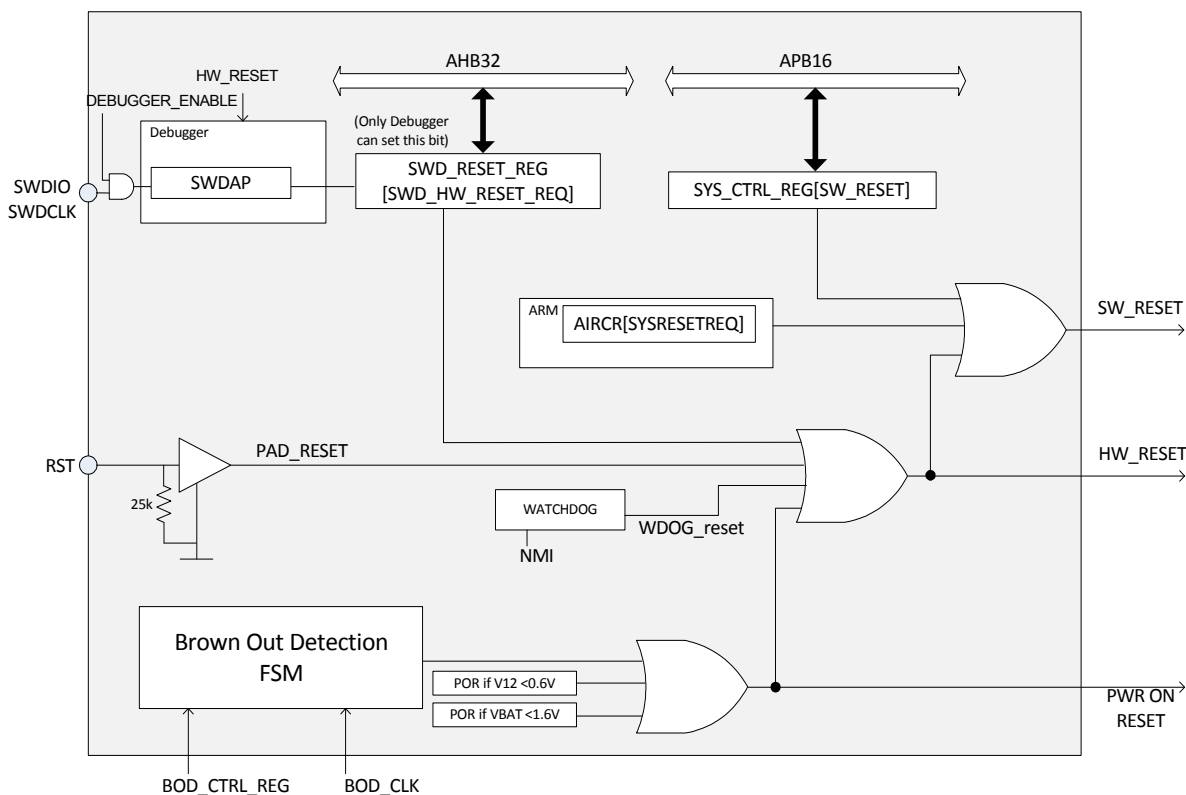 AHB32
APB16
HW_RESET
DEBUGGER_ENABLE
Debugger
(Only Debugger
can set this bit)
SWDIO
SWDCLK
SWDAP
SWD_RESET_REG
[SWD_HW_RESET_REQ]
SYS_CTRL_REG[SW_RESET]
ARM
AIRCR[SYSRESETREQ]
SW_RESET
RST
PAD_RESET
HW_RESET
25k
WATCHDOG
WDOG_reset
NMI
Brown Out Detection
FSM
POR if V12 <0.6V
POR if VBAT <1.6V
PWR ON
RESET
BOD_CTRL_REG
BOD_CLK